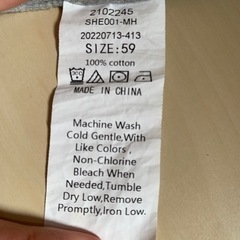 2102245
SHE001-MH
20220713-413
SIZE:59
100% cotton
MADE IN CHINA
Machine Wash
Cold Gentle,With
Like Colors ,
Non-Chlorine
Bleach When
Needed,Tumble
Dry Low,Remove
Promptly,Iron Low.